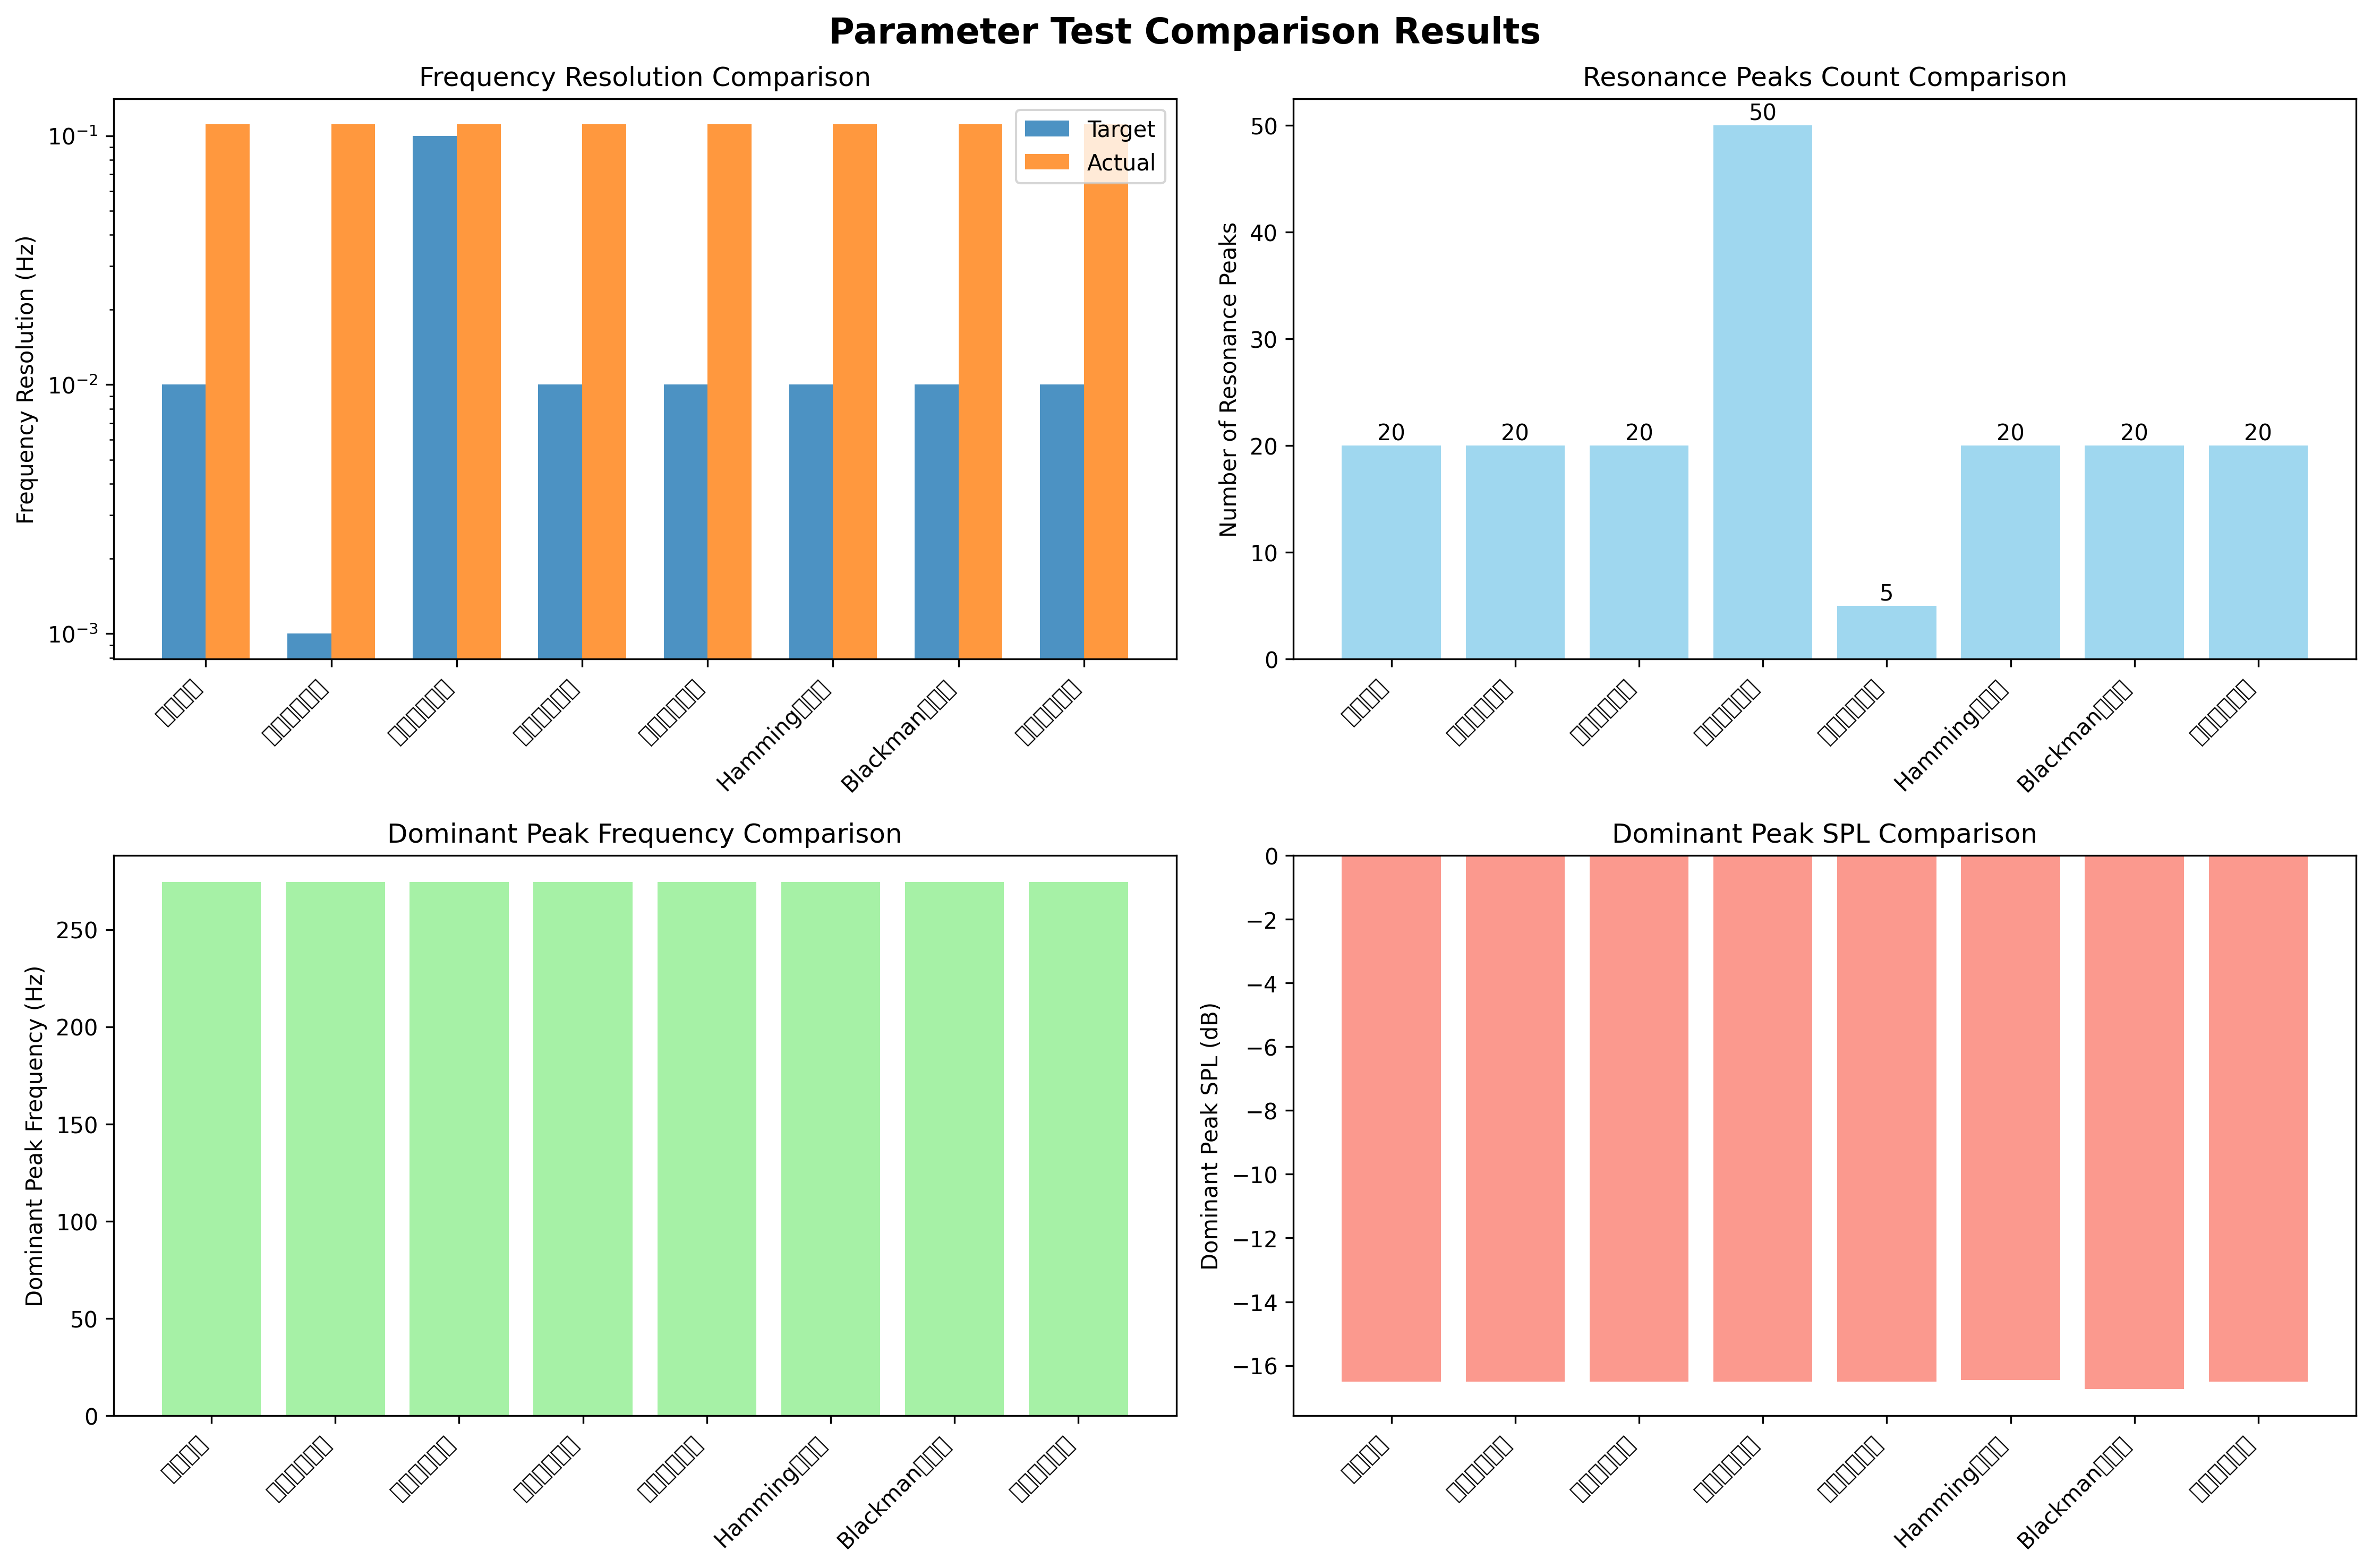 Parameter Test Comparison Results
Frequency Resolution Comparison
Frequency Resolution (Hz)
10⁻¹
10⁻²
10⁻³
Target
Actual
Hamming
Blackman
Resonance Peaks Count Comparison
Number of Resonance Peaks
50
40
30
20
10
0
20
20
20
50
5
20
20
20
Hamming
Blackman
Dominant Peak Frequency Comparison
Dominant Peak Frequency (Hz)
250
200
150
100
50
0
Hamming
Blackman
Dominant Peak SPL Comparison
Dominant Peak SPL (dB)
0
−2
−4
−6
−8
−10
−12
−14
−16
Hamming
Blackman